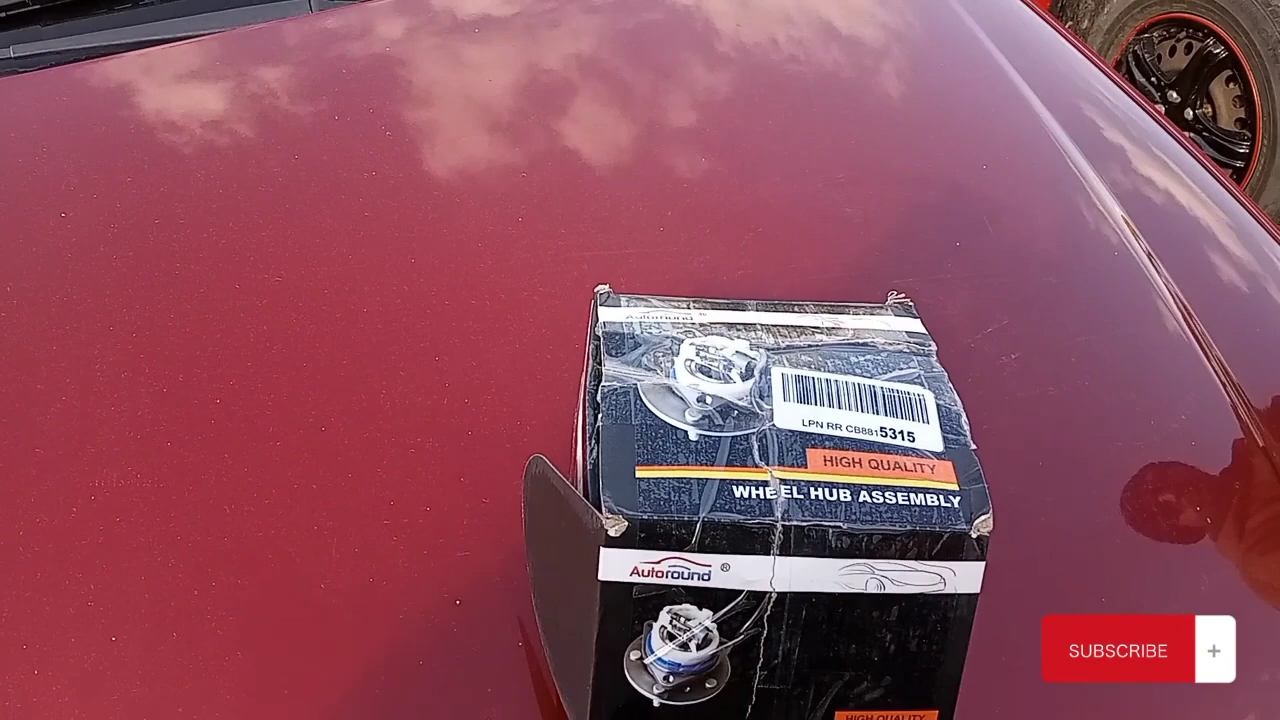 Autoround ®
LPN RR CB8815315
HIGH QUALITY
WHEEL HUB ASSEMBLY
Autoround ®
HIGH QUALITY
SUBSCRIBE +